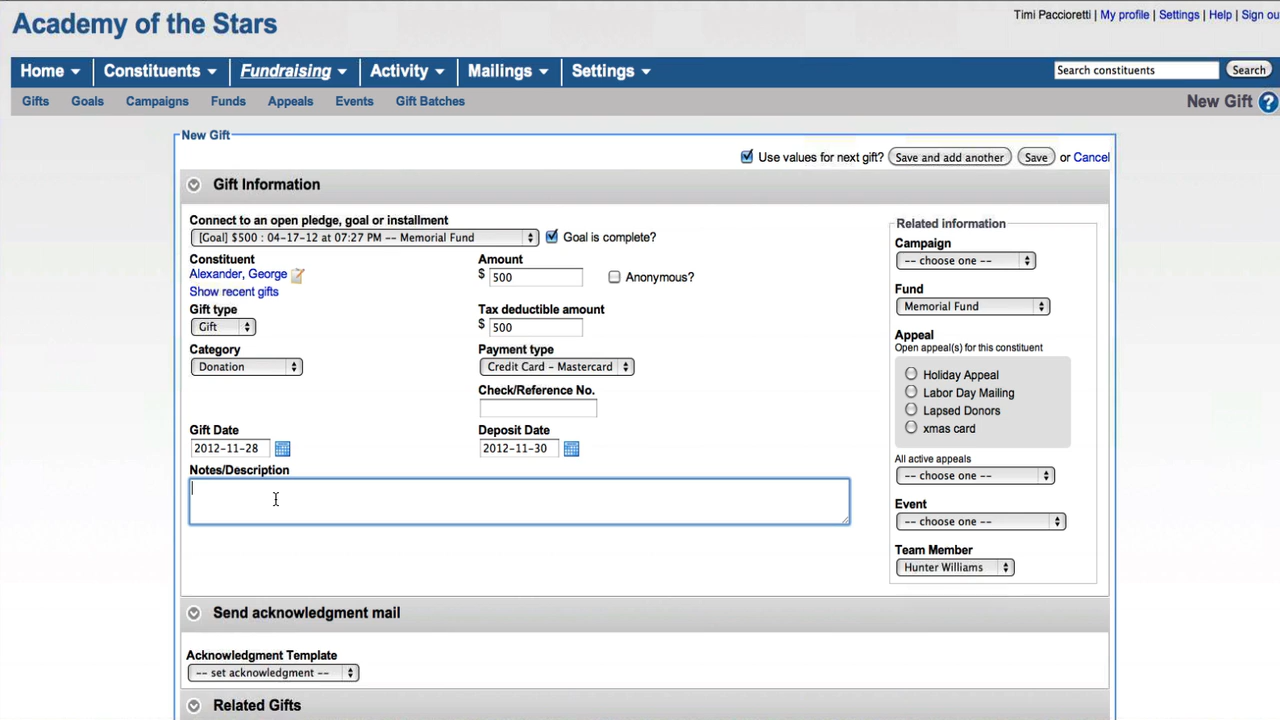 Academy of the Stars
Timi Paccioretti | My profile | Settings | Help | Sign ou
Home Constituents Fundraising Activity Mailings Settings
Search constituents Search
Gifts Goals Campaigns Funds Appeals Events Gift Batches
New Gift ?
New Gift
Use values for next gift? Save and add another Save or Cancel
Gift Information
Connect to an open pledge, goal or installment
[Goal] $500 : 04-17-12 at 07:27 PM -- Memorial Fund Goal is complete?
Constituent
Alexander, George
Show recent gifts
Amount
$ 500 Anonymous?
Gift type
Gift
Tax deductible amount
$ 500
Category
Donation
Payment type
Credit Card - Mastercard
Check/Reference No.
Gift Date
2012-11-28
Deposit Date
2012-11-30
Notes/Description
Related information
Campaign
-- choose one --
Fund
Memorial Fund
Appeal
Open appeal(s) for this constituent
Holiday Appeal
Labor Day Mailing
Lapsed Donors
xmas card
All active appeals
-- choose one --
Event
-- choose one --
Team Member
Hunter Williams
Send acknowledgment mail
Acknowledgment Template
-- set acknowledgment --
Related Gifts